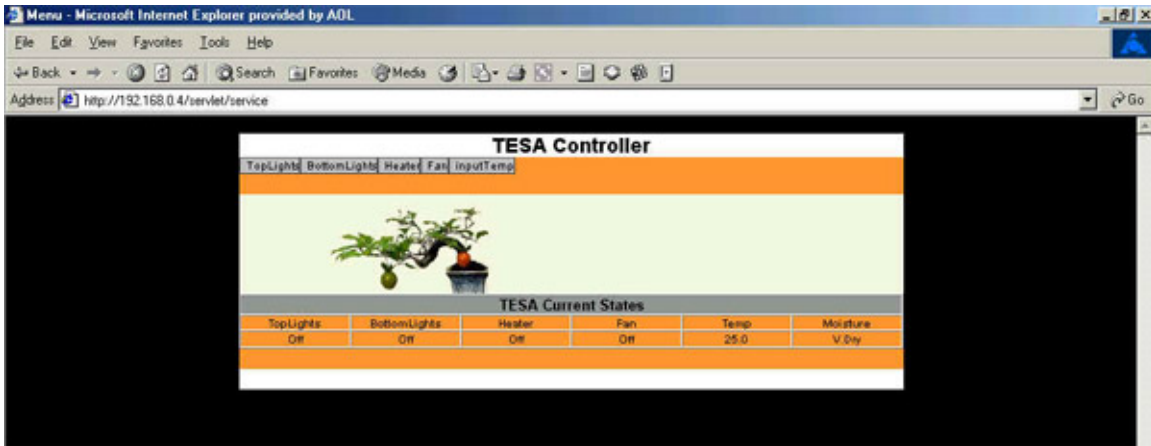 Menu - Microsoft Internet Explorer provided by AOL
File Edit View Favorites Tools Help
Back Search Favorites Media
Address http://192.168.0.4/servlet/service Go
TESA Controller
TopLights BottomLights Heater Fan inputTemp
TESA Current States
TopLights BottomLights Heater Fan Temp Moisture
Off Off Off Off 25.0 V.Dry